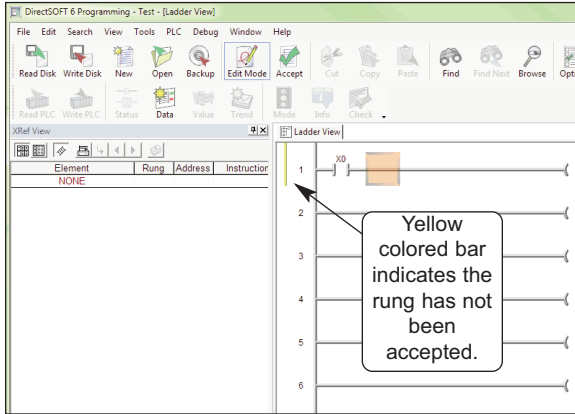 DirectSOFT 6 Programming - Test - [Ladder View]
File Edit Search View Tools PLC Debug Window Help
Read Disk Write Disk New Open Backup Edit Mode Accept Cut Copy Paste Find Find Next Browse Opti
Read PLC Write PLC Status Data Value Trend Mode Info Check
XRef View
Ladder View
Element Rung Address Instruction
NONE
X0
1
2
3
4
5
6
Yellow
colored bar
indicates the
rung has not
been
accepted.